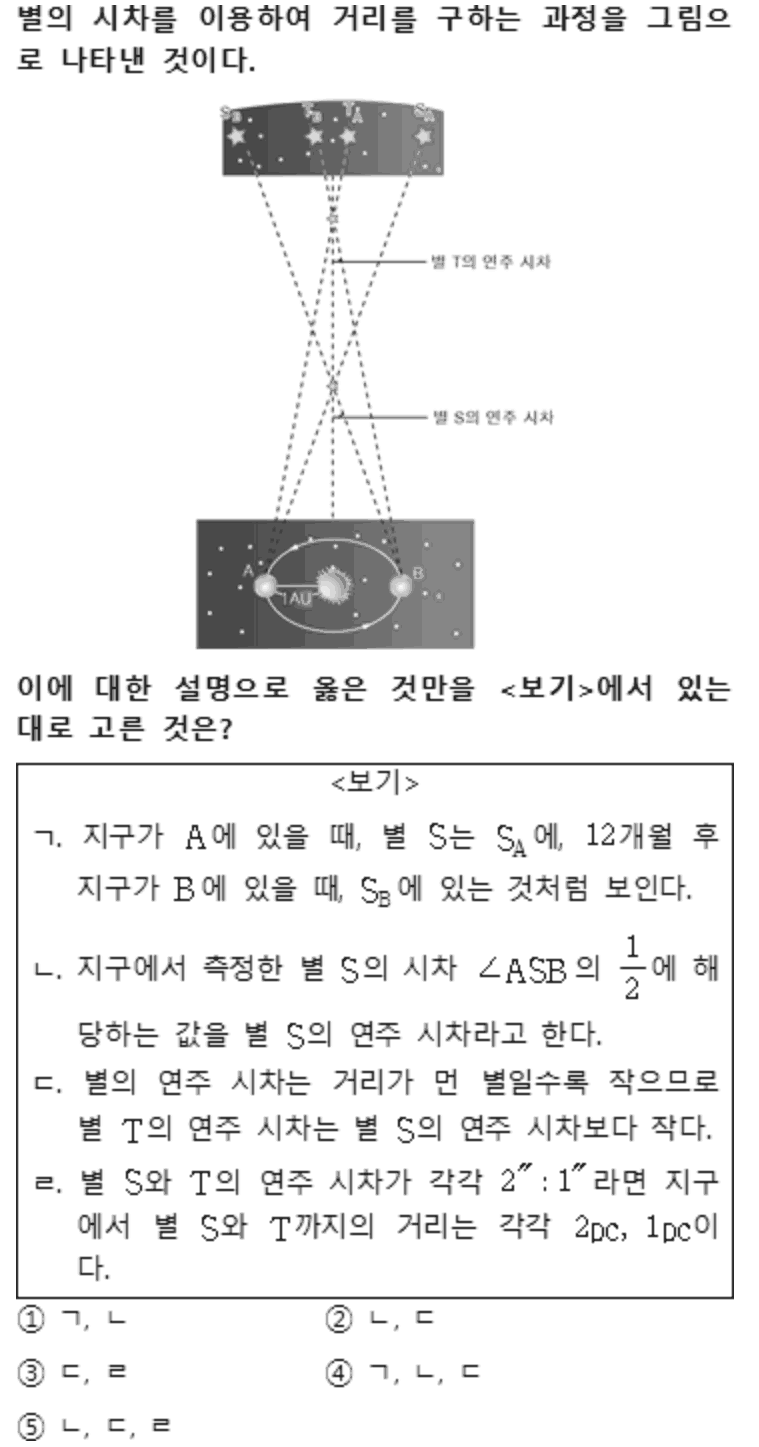 별의 시차를 이용하여 거리를 구하는 과정을 그림으
로 나타낸 것이다.
S_B T_B T_A S_A
별 T의 연주 시차
별 S의 연주 시차
A B
1AU
이에 대한 설명으로 옳은 것만을 <보기>에서 있는
대로 고른 것은?
<보기>
ㄱ. 지구가 A에 있을 때, 별 S는 S_A에, 12개월 후
지구가 B에 있을 때, S_B에 있는 것처럼 보인다.
ㄴ. 지구에서 측정한 별 S의 시차 ∠ASB의 1/2에 해
당하는 값을 별 S의 연주 시차라고 한다.
ㄷ. 별의 연주 시차는 거리가 먼 별일수록 작으므로
별 T의 연주 시차는 별 S의 연주 시차보다 작다.
ㄹ. 별 S와 T의 연주 시차가 각각 2″:1″라면 지구
에서 별 S와 T까지의 거리는 각각 2pc, 1pc이
다.
① ㄱ, ㄴ ② ㄴ, ㄷ
③ ㄷ, ㄹ ④ ㄱ, ㄴ, ㄷ
⑤ ㄴ, ㄷ, ㄹ